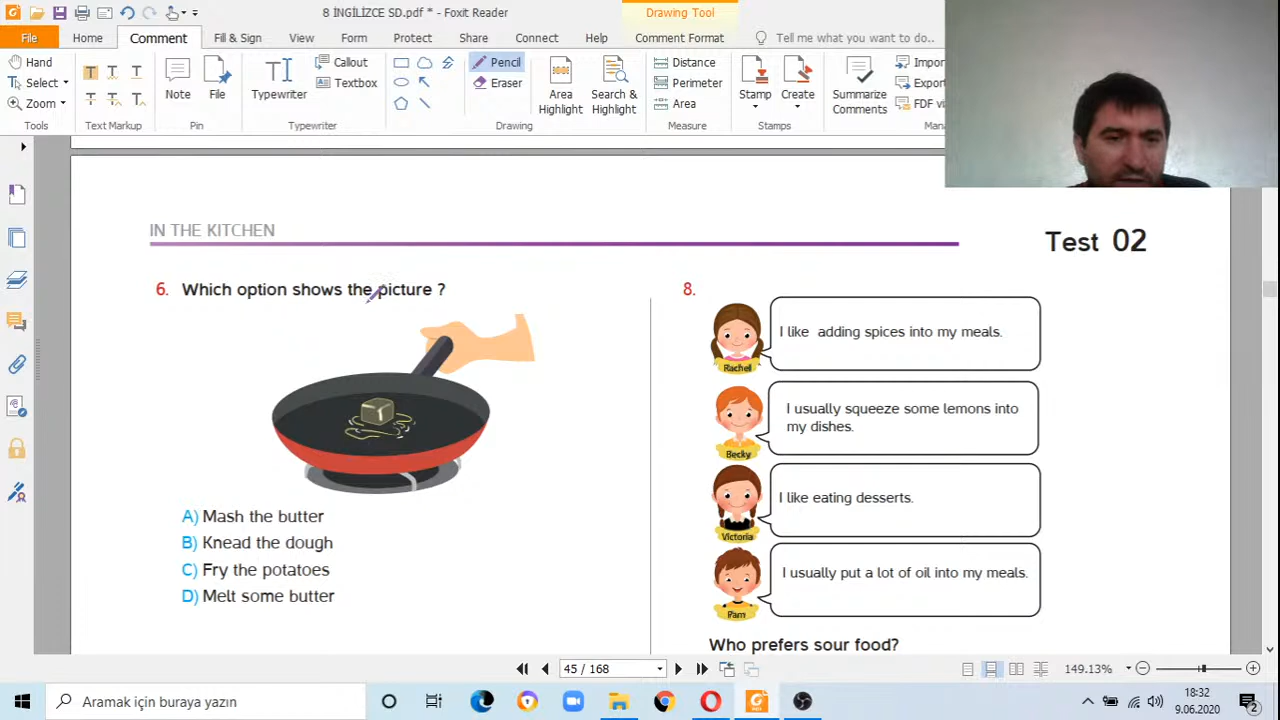 8 İNGİLİZCE SD.pdf * - Foxit Reader
Drawing Tool
File
Home
Comment
Fill & Sign
View
Form
Protect
Share
Connect
Help
Comment Format
Tell me what you want to do..
Hand
Select
Zoom
Tools
Text Markup
Note
File
Pin
Typewriter
Callout
Textbox
Typewriter
Pencil
Eraser
Area Highlight
Search & Highlight
Drawing
Distance
Perimeter
Area
Measure
Stamp
Create
Stamps
Summarize Comments
Impor
Export
FDF vi
Man
IN THE KITCHEN
Test 02
6. Which option shows the picture ?
A) Mash the butter
B) Knead the dough
C) Fry the potatoes
D) Melt some butter
8.
I like adding spices into my meals.
Rachel
I usually squeeze some lemons into
my dishes.
Becky
I like eating desserts.
Victoria
I usually put a lot of oil into my meals.
Pam
Who prefers sour food?
45 / 168
149.13%
Aramak için buraya yazın
18:32
9.06.2020
2